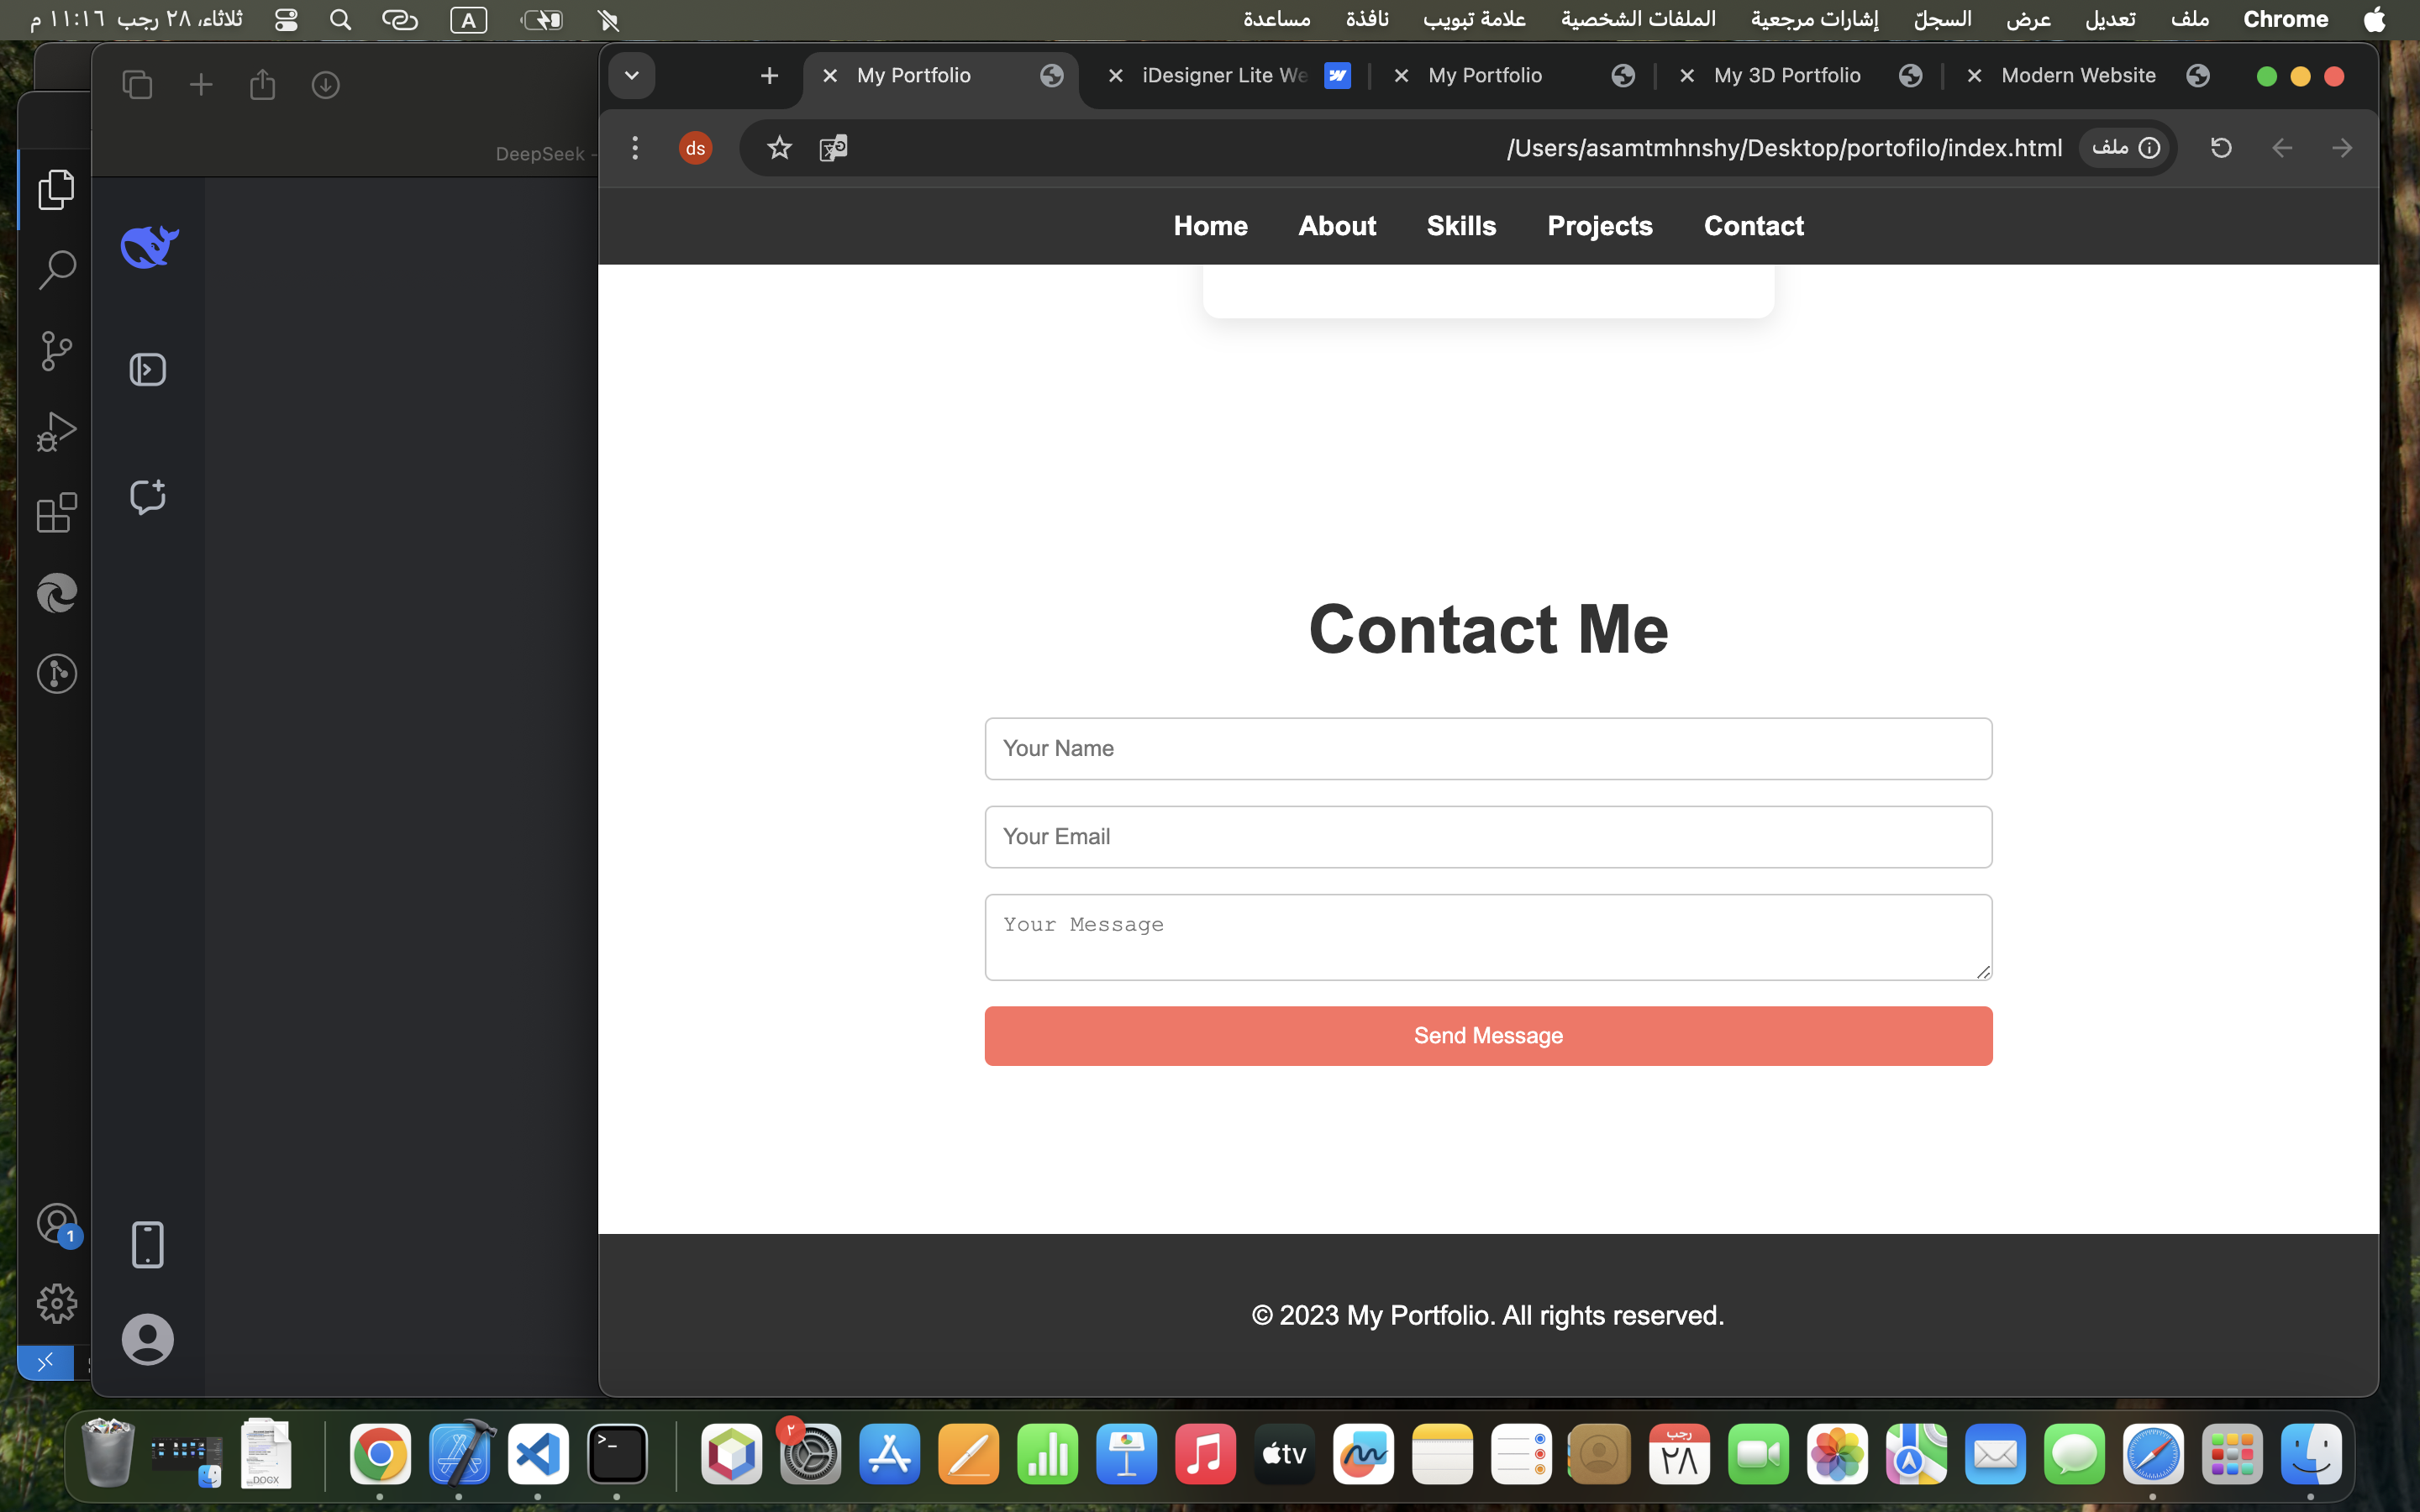 Chrome ملف تعديل عرض السجلّ إشارات مرجعية الملفات الشخصية علامة تبويب نافذة مساعدة
A
ثلاثاء، ٢٨ رجب ١١:١٦ م
My Portfolio
iDesigner Lite We
My Portfolio
My 3D Portfolio
Modern Website
ds
/Users/asamtmhnshy/Desktop/portofilo/index.html
ملف
DeepSeek -
Home About Skills Projects Contact
Contact Me
Your Name
Your Email
Your Message
Send Message
© 2023 My Portfolio. All rights reserved.
1
DOCX
>_
٢
tv
رجب
٢٨